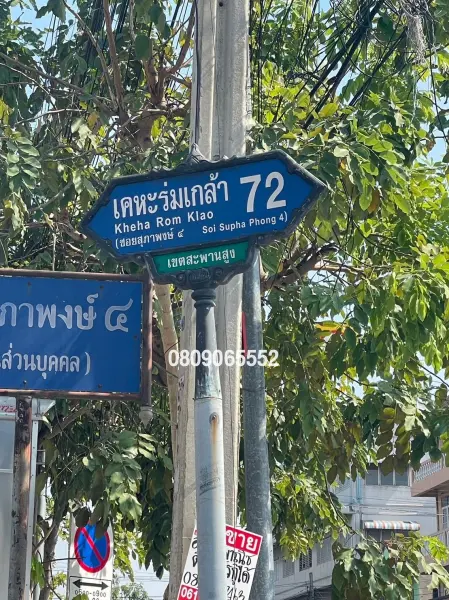 เคหะร่มเกล้า 72
Kheha Rom Klao
(ซอยสุภาพงษ์ ๔ Soi Supha Phong 4)
เขตสะพานสูง
ภาพงษ์ ๔
ส่วนบุคคล)
0809065552
ขาย